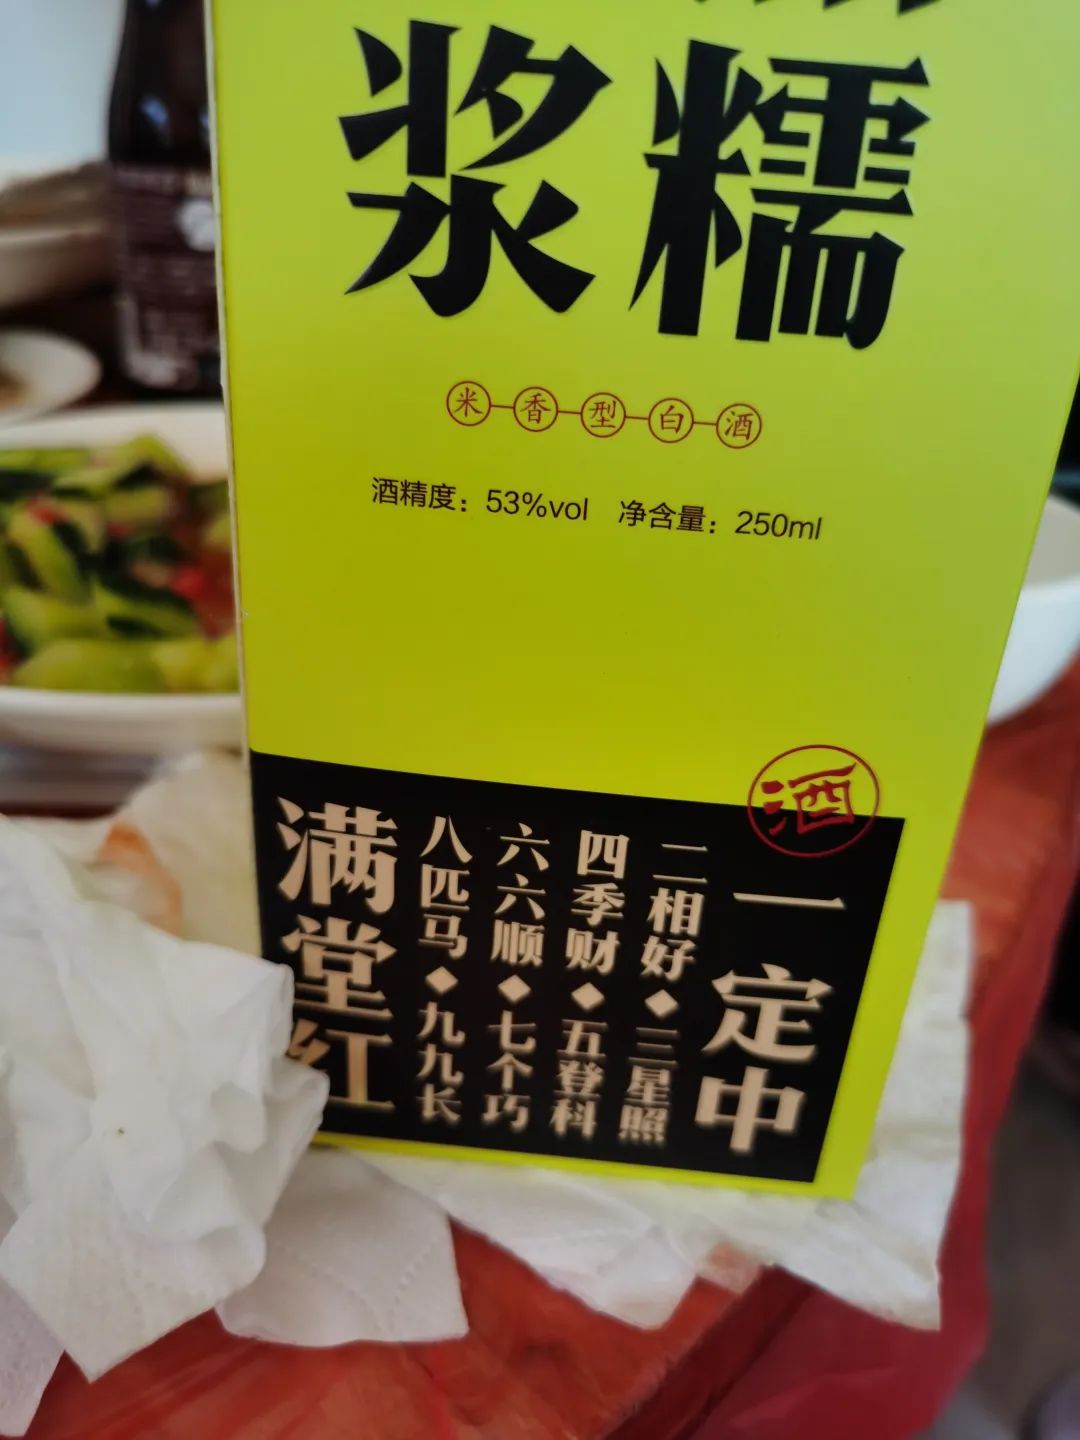 浆糯
米香型白酒
酒精度：53%vol 净含量：250ml
酒
一定中
二相好◆三星照
四季财◆五登科
六六顺◆七个巧
八匹马◆九九长
满堂红